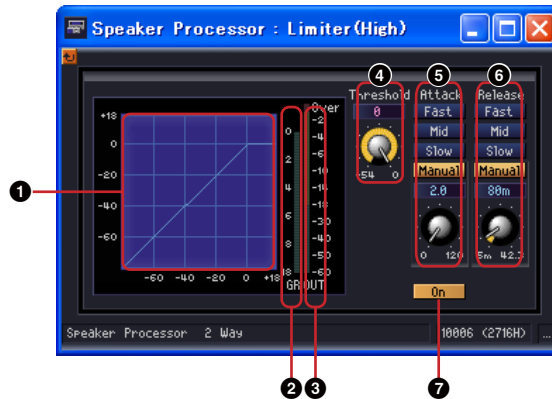 Speaker Processor : Limiter(High)
4 5 6
Threshold Attack Release
0 Fast Fast
Mid Mid
Slow Slow
-54 0 Manual Manual
2.0 80m
0 120 5m 42.3
On
+18
0
-20
-40
-60
-60 -40 -20 0 +18
0
2
4
6
8
18
GR OUT
Over
-2
-4
-6
-10
-14
-18
-30
-40
-50
-60
1
Speaker Processor 2 Way 10006 (2716H) ...
2 3 7